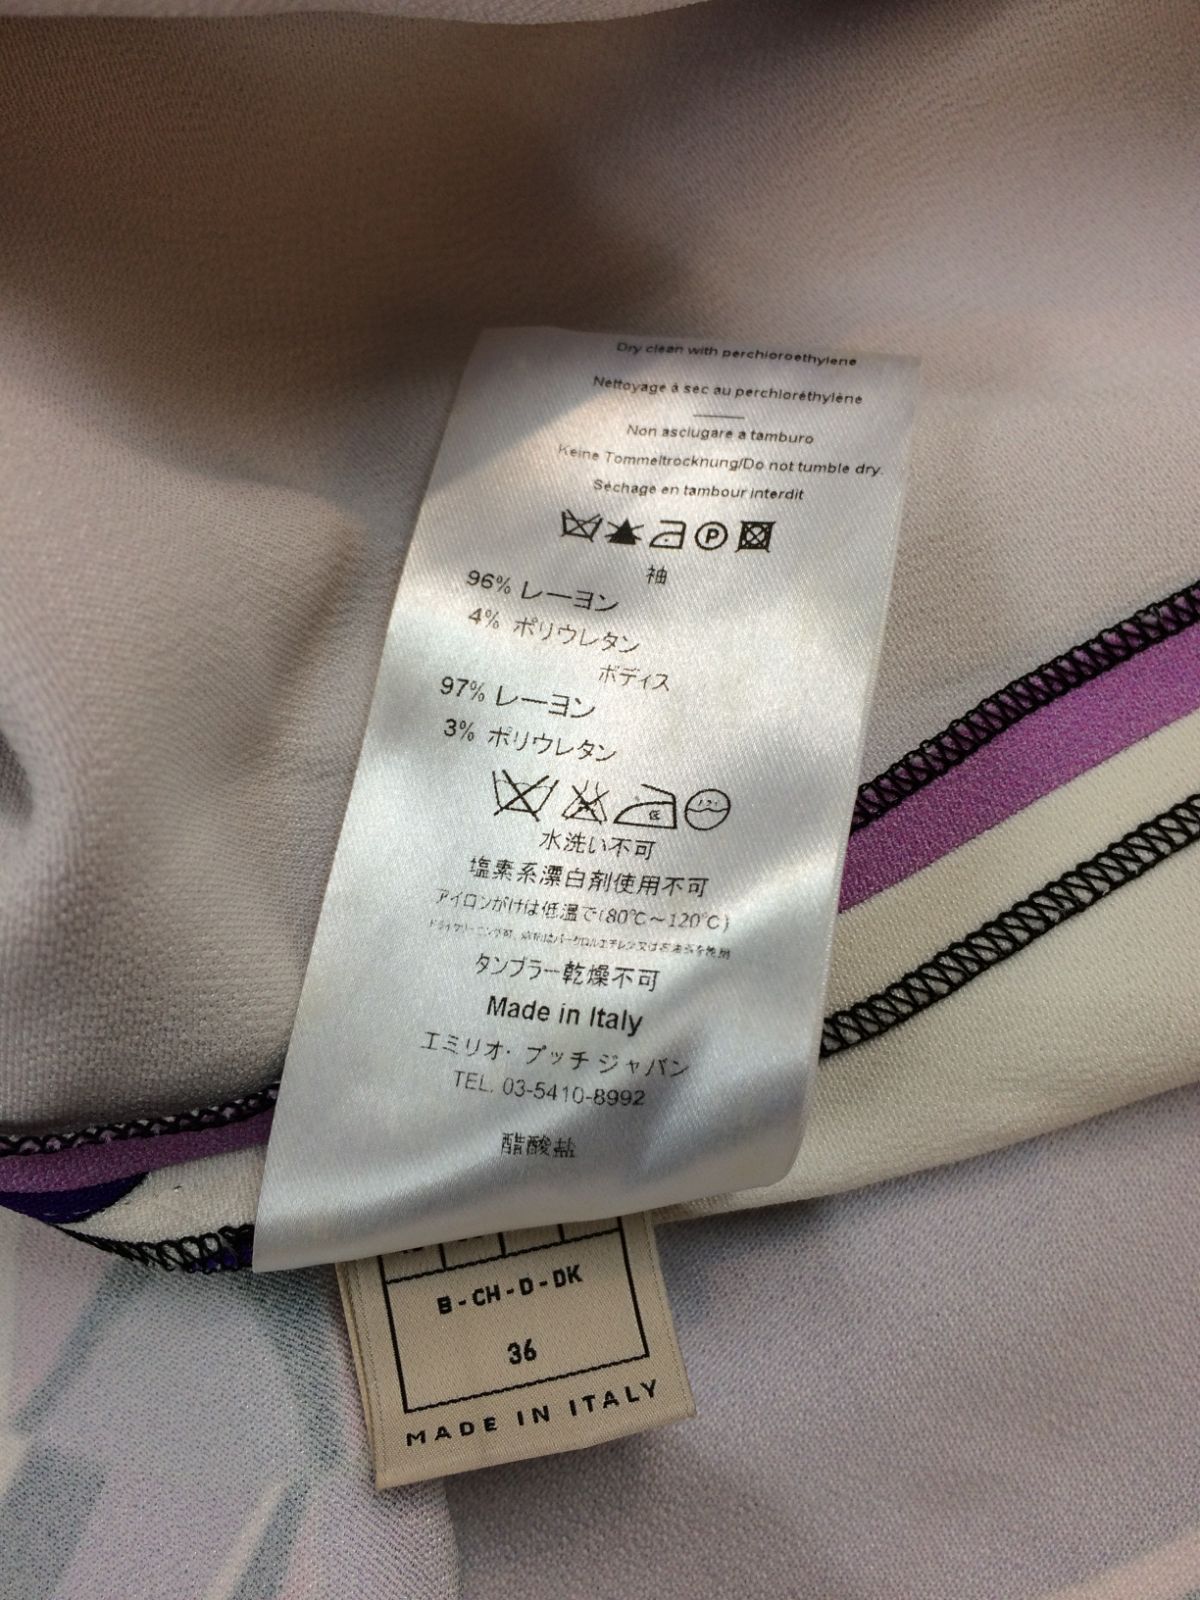 Dry clean with perchloroethylene
Nettoyage à sec au perchloréthylène
Non asciugare a tamburo
Keine Tommeltrocknung/Do not tumble dry.
Séchage en tambour interdit
P
袖
96% レーヨン
4% ポリウレタン
ボディス
97% レーヨン
3% ポリウレタン
低
水洗い不可
塩素系漂白剤使用不可
アイロンがけは低温で(80℃〜120℃)
タンブラー乾燥不可
Made in Italy
エミリオ・プッチ ジャパン
TEL. 03-5410-8992
醋酸盐
B - CH - D - DK
36
MADE IN ITALY